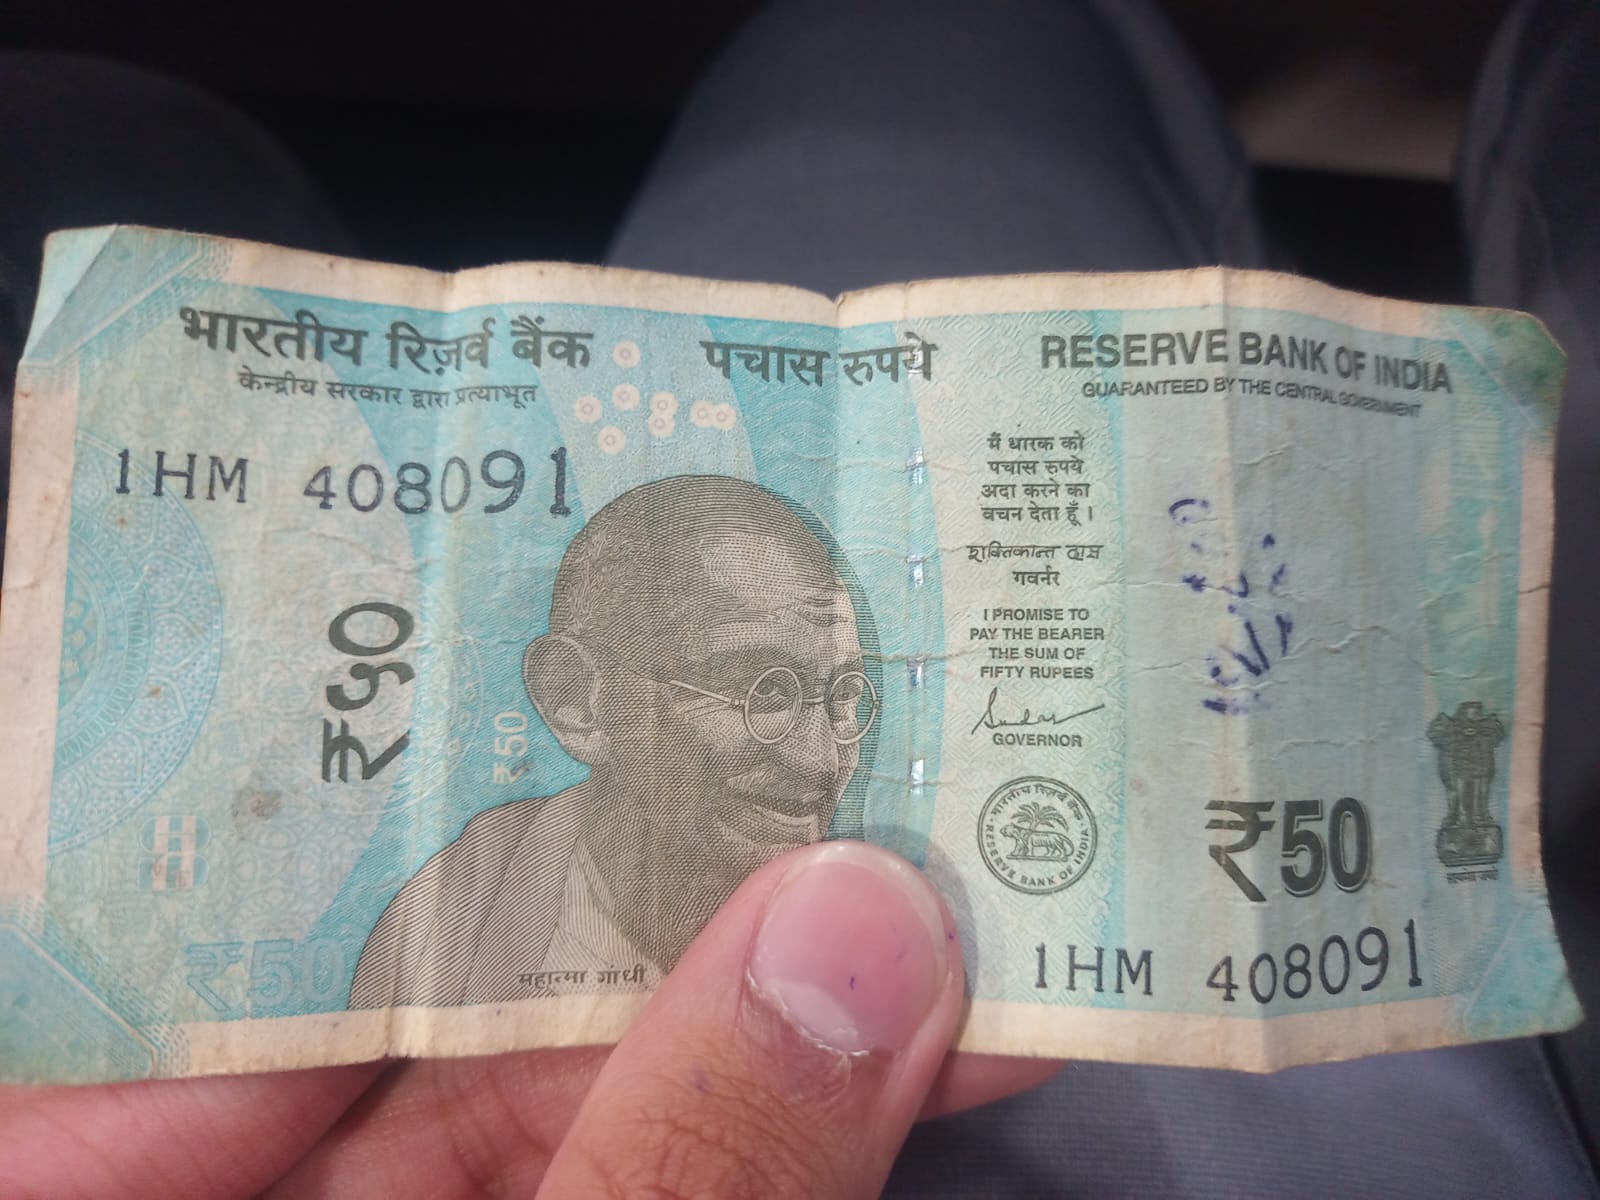 भारतीय रिज़र्व बैंक
केन्द्रीय सरकार द्वारा प्रत्याभूत
पचास रुपये
RESERVE BANK OF INDIA
GUARANTEED BY THE CENTRAL GOVERNMENT
1HM 408091
मैं धारक को
पचास रुपये
अदा करने का
वचन देता हूँ।
शक्तिकान्त दास
गवर्नर
I PROMISE TO
PAY THE BEARER
THE SUM OF
FIFTY RUPEES
GOVERNOR
₹५०
₹50
भारतीय रिज़र्व बैंक
RESERVE BANK OF INDIA
₹50
सत्यमेव जयते
₹50
महात्मा गांधी
1HM 408091